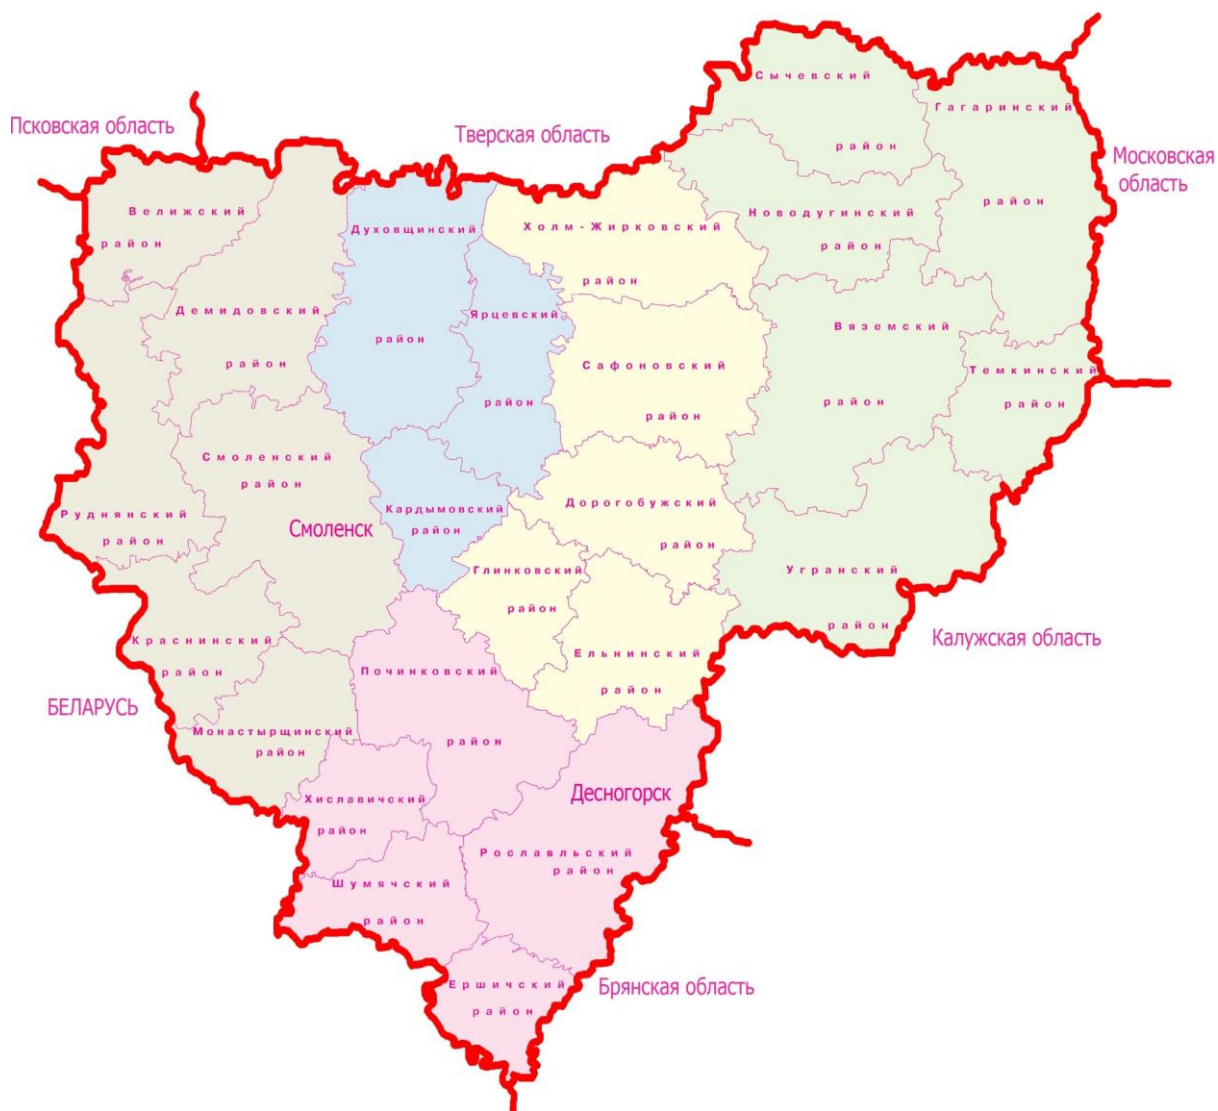 Сычевский
район
Гагаринский
район
Псковская область
Тверская область
Московская
область
Велижский
район
Духовщинский
район
Холм-Жирковский
район
Новодугинский
район
Демидовский
район
Ярцевский
район
Вяземский
район
Сафоновский
район
Темкинский
район
Смоленский
район
Смоленск
Руднянский
район
Кардымовский
район
Дорогобужский
район
Глинковский
район
Угранский
район
Калужская область
Краснинский
район
Ельнинский
район
Починковский
район
БЕЛАРУСЬ
Монастырщинский
район
Десногорск
Хиславичский
район
Рославльский
район
Шумячский
район
Ершичский
район
Брянская область